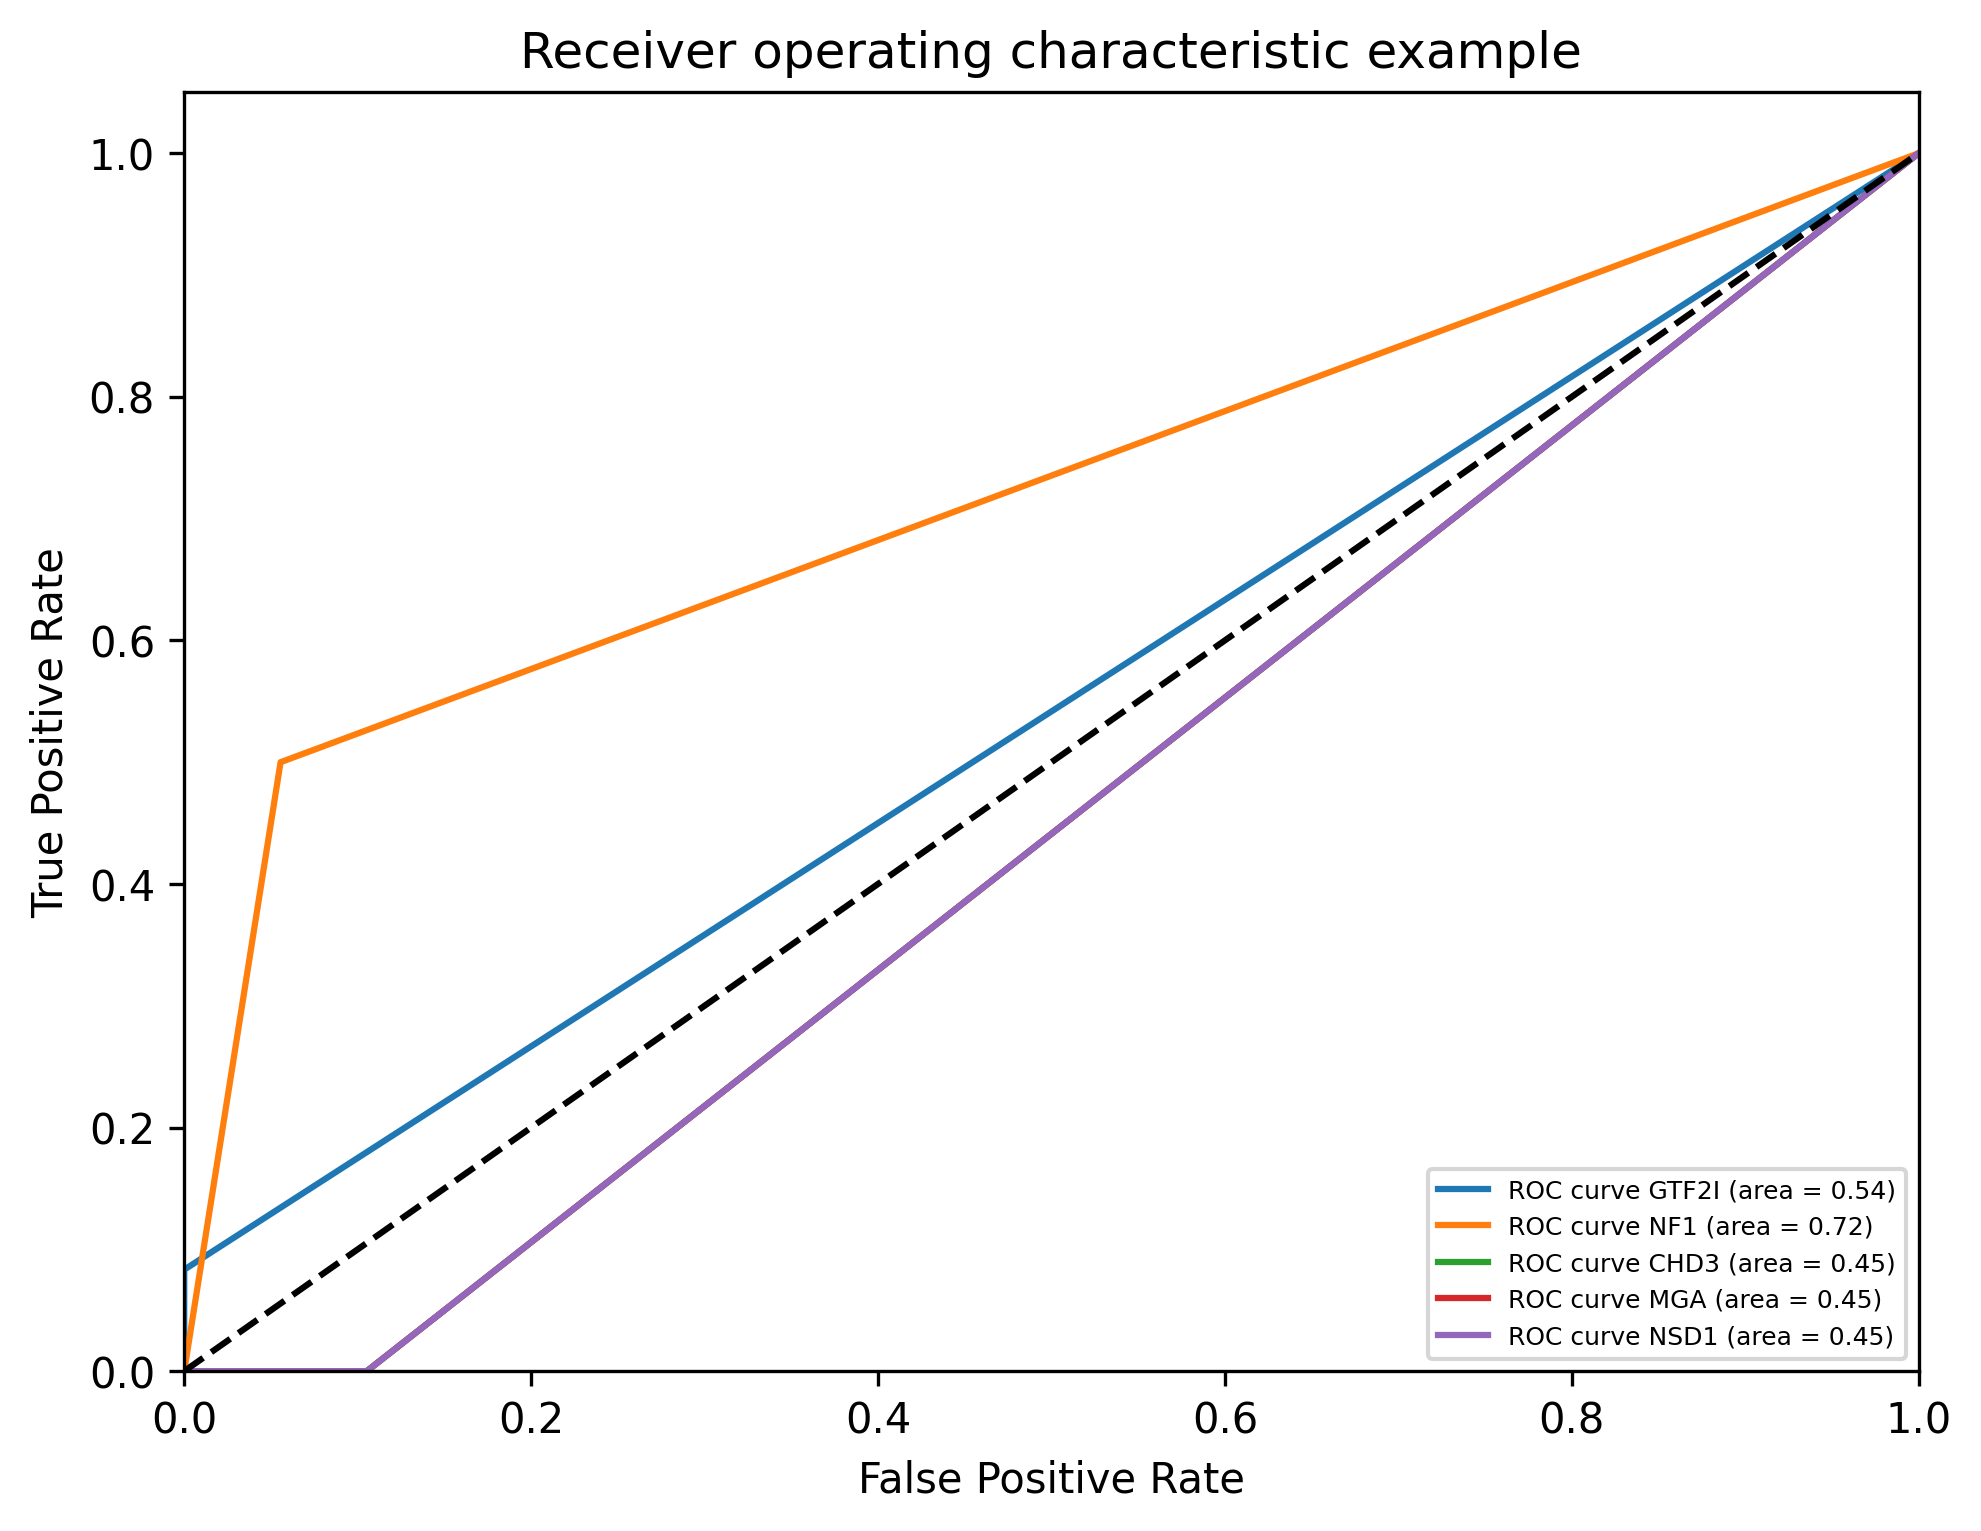 Receiver operating characteristic example
1.0
0.8
0.6
0.4
0.2
0.0
True Positive Rate
ROC curve GTF2I (area = 0.54)
ROC curve NF1 (area = 0.72)
ROC curve CHD3 (area = 0.45)
ROC curve MGA (area = 0.45)
ROC curve NSD1 (area = 0.45)
0.0 0.2 0.4 0.6 0.8 1.0
False Positive Rate